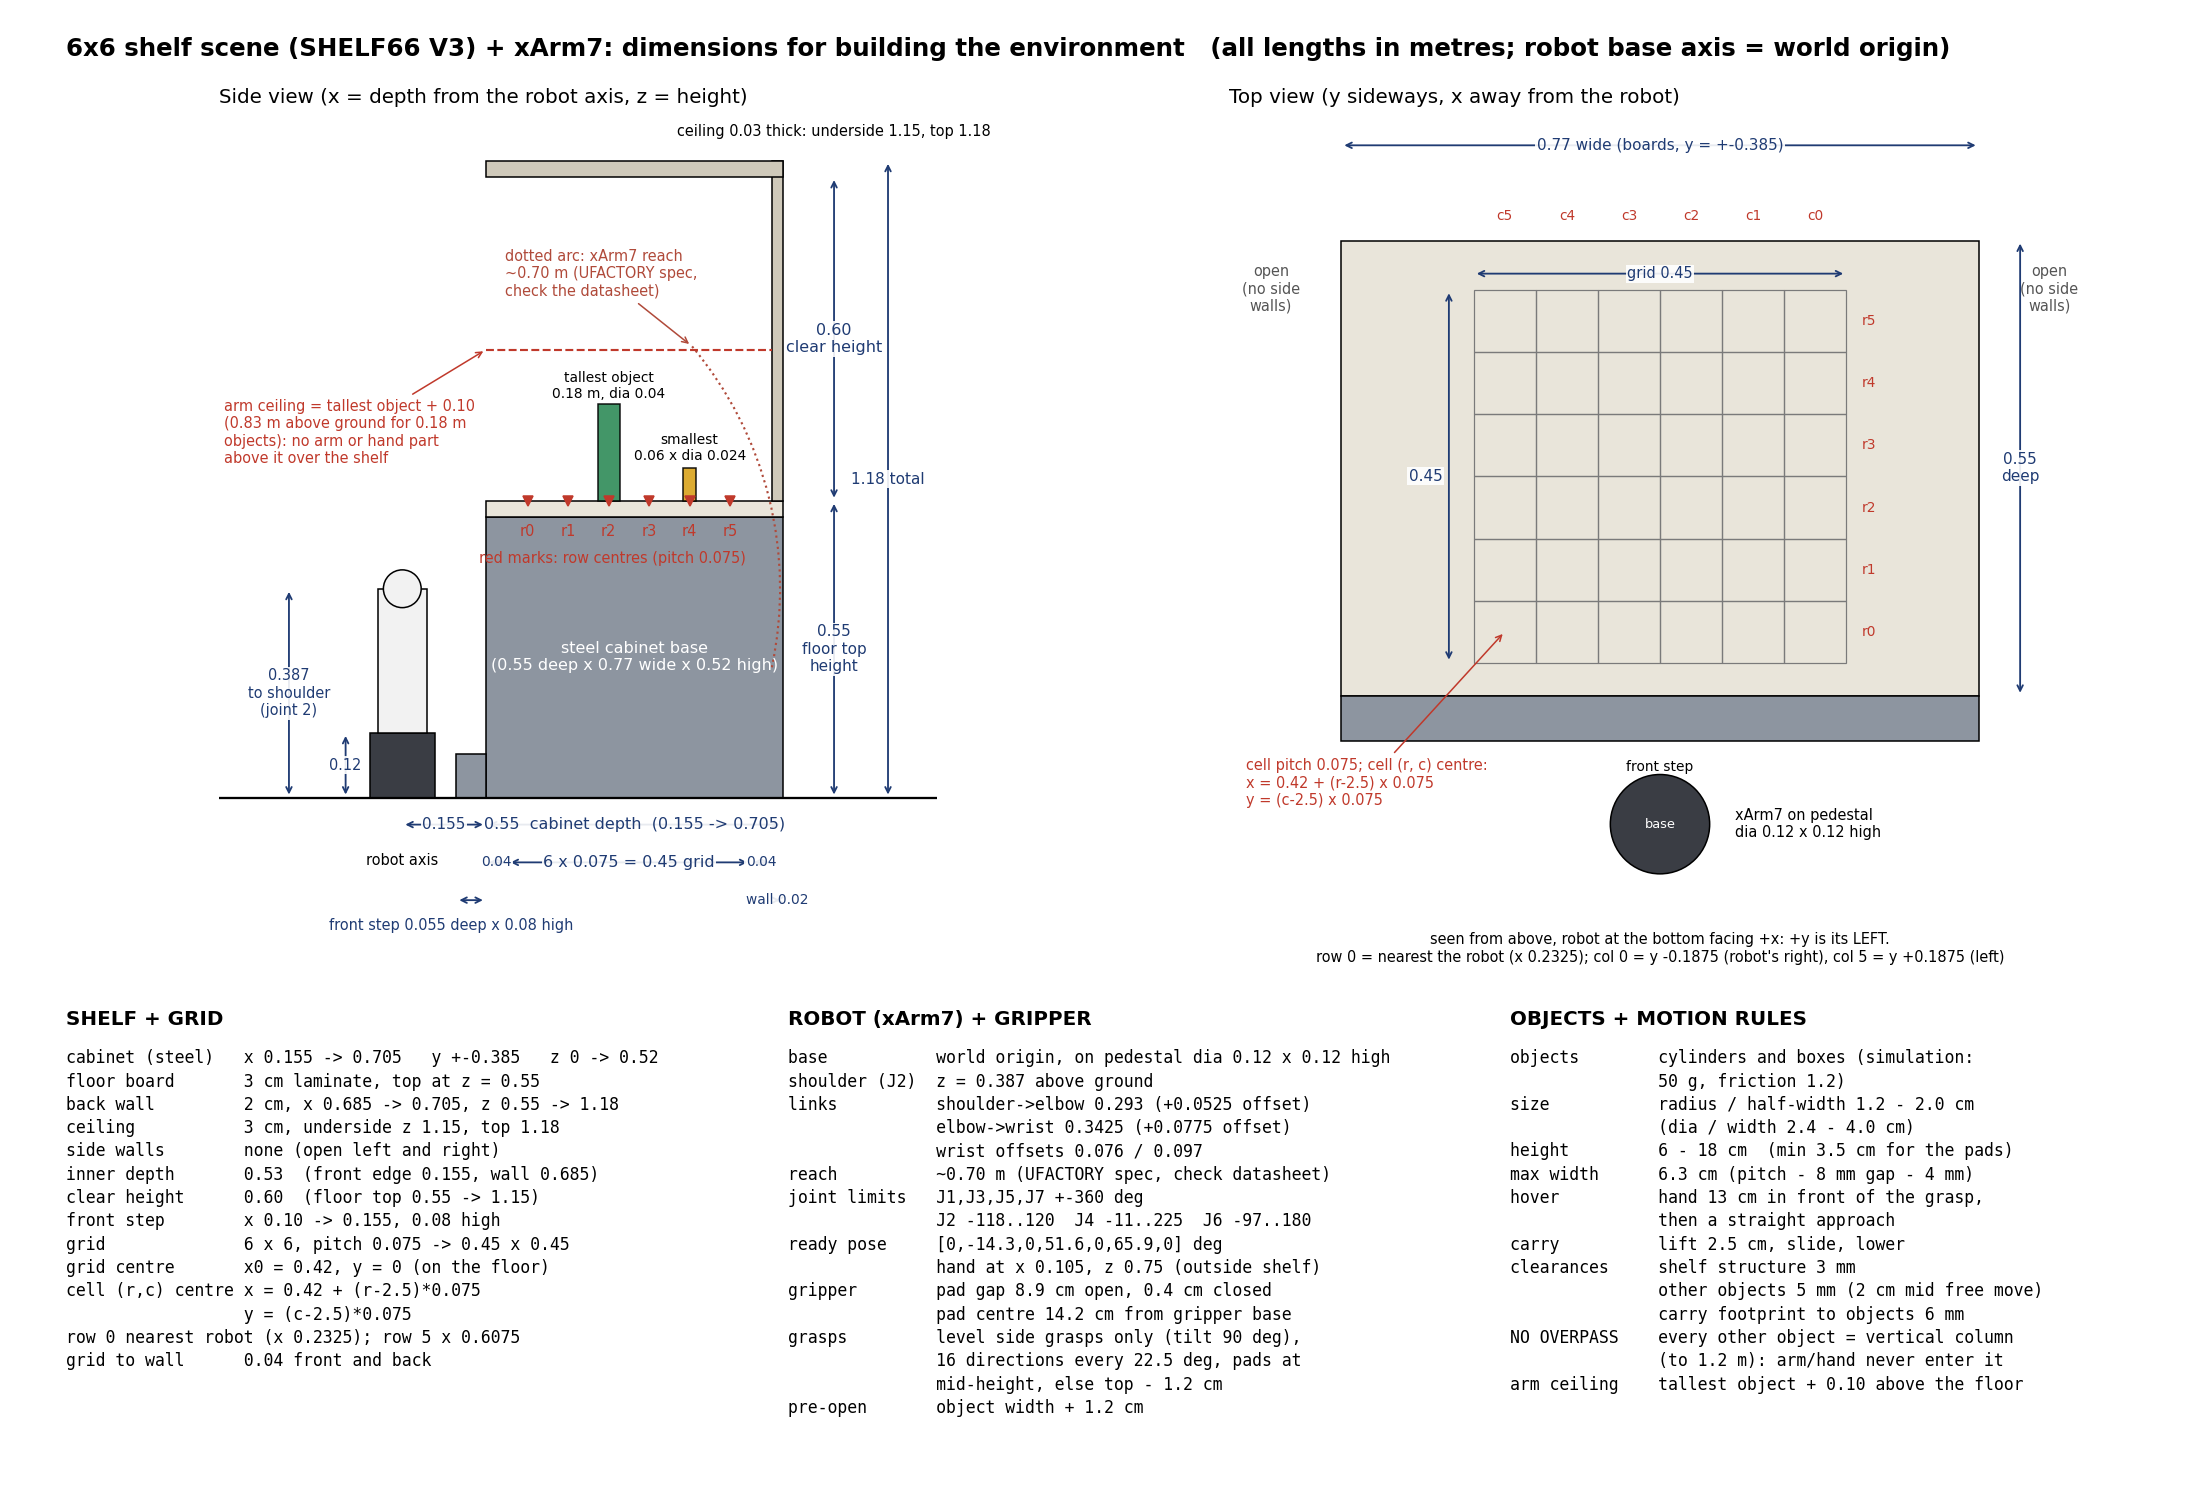 6x6 shelf scene (SHELF66 V3) + xArm7: dimensions for building the environment   (all lengths in metres; robot base axis = world origin)
Side view (x = depth from the robot axis, z = height)
ceiling 0.03 thick: underside 1.15, top 1.18
dotted arc: xArm7 reach
~0.70 m (UFACTORY spec,
check the datasheet)
0.60
clear height
tallest object
0.18 m, dia 0.04
arm ceiling = tallest object + 0.10
(0.83 m above ground for 0.18 m
objects): no arm or hand part
above it over the shelf
smallest
0.06 x dia 0.024
1.18 total
r0 r1 r2 r3 r4 r5
red marks: row centres (pitch 0.075)
steel cabinet base
(0.55 deep x 0.77 wide x 0.52 high)
0.55
floor top
height
0.387
to shoulder
(joint 2)
0.12
0.155
0.55  cabinet depth  (0.155 -> 0.705)
robot axis
0.04
6 x 0.075 = 0.45 grid
0.04
wall 0.02
front step 0.055 deep x 0.08 high
Top view (y sideways, x away from the robot)
0.77 wide (boards, y = +-0.385)
c5 c4 c3 c2 c1 c0
open
(no side
walls)
grid 0.45
open
(no side
walls)
r5
r4
r3
0.45
0.55
deep
r2
r1
r0
cell pitch 0.075; cell (r, c) centre:
x = 0.42 + (r-2.5) x 0.075
y = (c-2.5) x 0.075
front step
base
xArm7 on pedestal
dia 0.12 x 0.12 high
seen from above, robot at the bottom facing +x: +y is its LEFT.
row 0 = nearest the robot (x 0.2325); col 0 = y -0.1875 (robot's right), col 5 = y +0.1875 (left)
SHELF + GRID
cabinet (steel)   x 0.155 -> 0.705   y +-0.385   z 0 -> 0.52
floor board       3 cm laminate, top at z = 0.55
back wall         2 cm, x 0.685 -> 0.705, z 0.55 -> 1.18
ceiling           3 cm, underside z 1.15, top 1.18
side walls        none (open left and right)
inner depth       0.53  (front edge 0.155, wall 0.685)
clear height      0.60  (floor top 0.55 -> 1.15)
front step        x 0.10 -> 0.155, 0.08 high
grid              6 x 6, pitch 0.075 -> 0.45 x 0.45
grid centre       x0 = 0.42, y = 0 (on the floor)
cell (r,c) centre x = 0.42 + (r-2.5)*0.075
y = (c-2.5)*0.075
row 0 nearest robot (x 0.2325); row 5 x 0.6075
grid to wall      0.04 front and back
ROBOT (xArm7) + GRIPPER
base           world origin, on pedestal dia 0.12 x 0.12 high
shoulder (J2)  z = 0.387 above ground
links          shoulder->elbow 0.293 (+0.0525 offset)
elbow->wrist 0.3425 (+0.0775 offset)
wrist offsets 0.076 / 0.097
reach          ~0.70 m (UFACTORY spec, check datasheet)
joint limits   J1,J3,J5,J7 +-360 deg
J2 -118..120  J4 -11..225  J6 -97..180
ready pose     [0,-14.3,0,51.6,0,65.9,0] deg
hand at x 0.105, z 0.75 (outside shelf)
gripper        pad gap 8.9 cm open, 0.4 cm closed
pad centre 14.2 cm from gripper base
grasps         level side grasps only (tilt 90 deg),
16 directions every 22.5 deg, pads at
mid-height, else top - 1.2 cm
pre-open       object width + 1.2 cm
OBJECTS + MOTION RULES
objects        cylinders and boxes (simulation:
50 g, friction 1.2)
size           radius / half-width 1.2 - 2.0 cm
(dia / width 2.4 - 4.0 cm)
height         6 - 18 cm  (min 3.5 cm for the pads)
max width      6.3 cm (pitch - 8 mm gap - 4 mm)
hover          hand 13 cm in front of the grasp,
then a straight approach
carry          lift 2.5 cm, slide, lower
clearances     shelf structure 3 mm
other objects 5 mm (2 cm mid free move)
carry footprint to objects 6 mm
NO OVERPASS    every other object = vertical column
(to 1.2 m): arm/hand never enter it
arm ceiling    tallest object + 0.10 above the floor